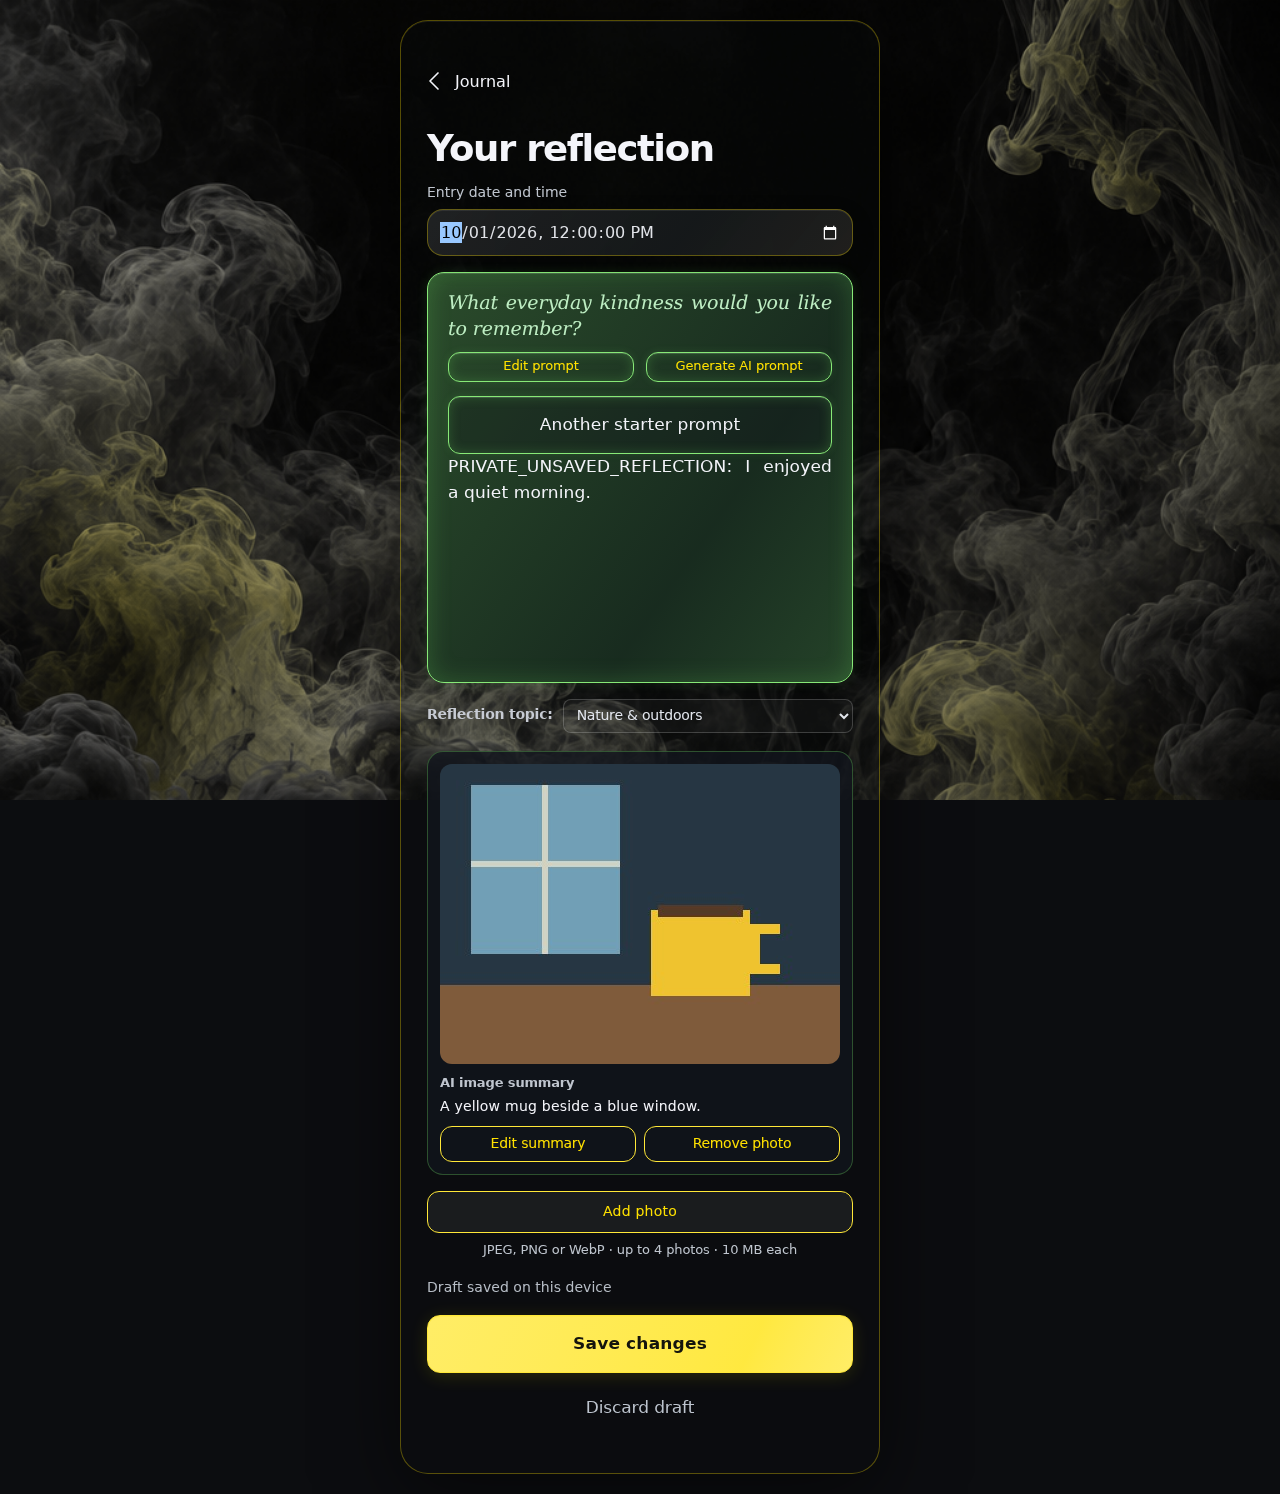 Journal
Your reflection
Entry date and time
10/01/2026, 12:00:00 PM
What everyday kindness would you like
to remember?
Edit prompt
Generate AI prompt
Another starter prompt
PRIVATE_UNSAVED_REFLECTION: I enjoyed
a quiet morning.
Reflection topic:
Nature & outdoors
AI image summary
A yellow mug beside a blue window.
Edit summary
Remove photo
Add photo
JPEG, PNG or WebP · up to 4 photos · 10 MB each
Draft saved on this device
Save changes
Discard draft